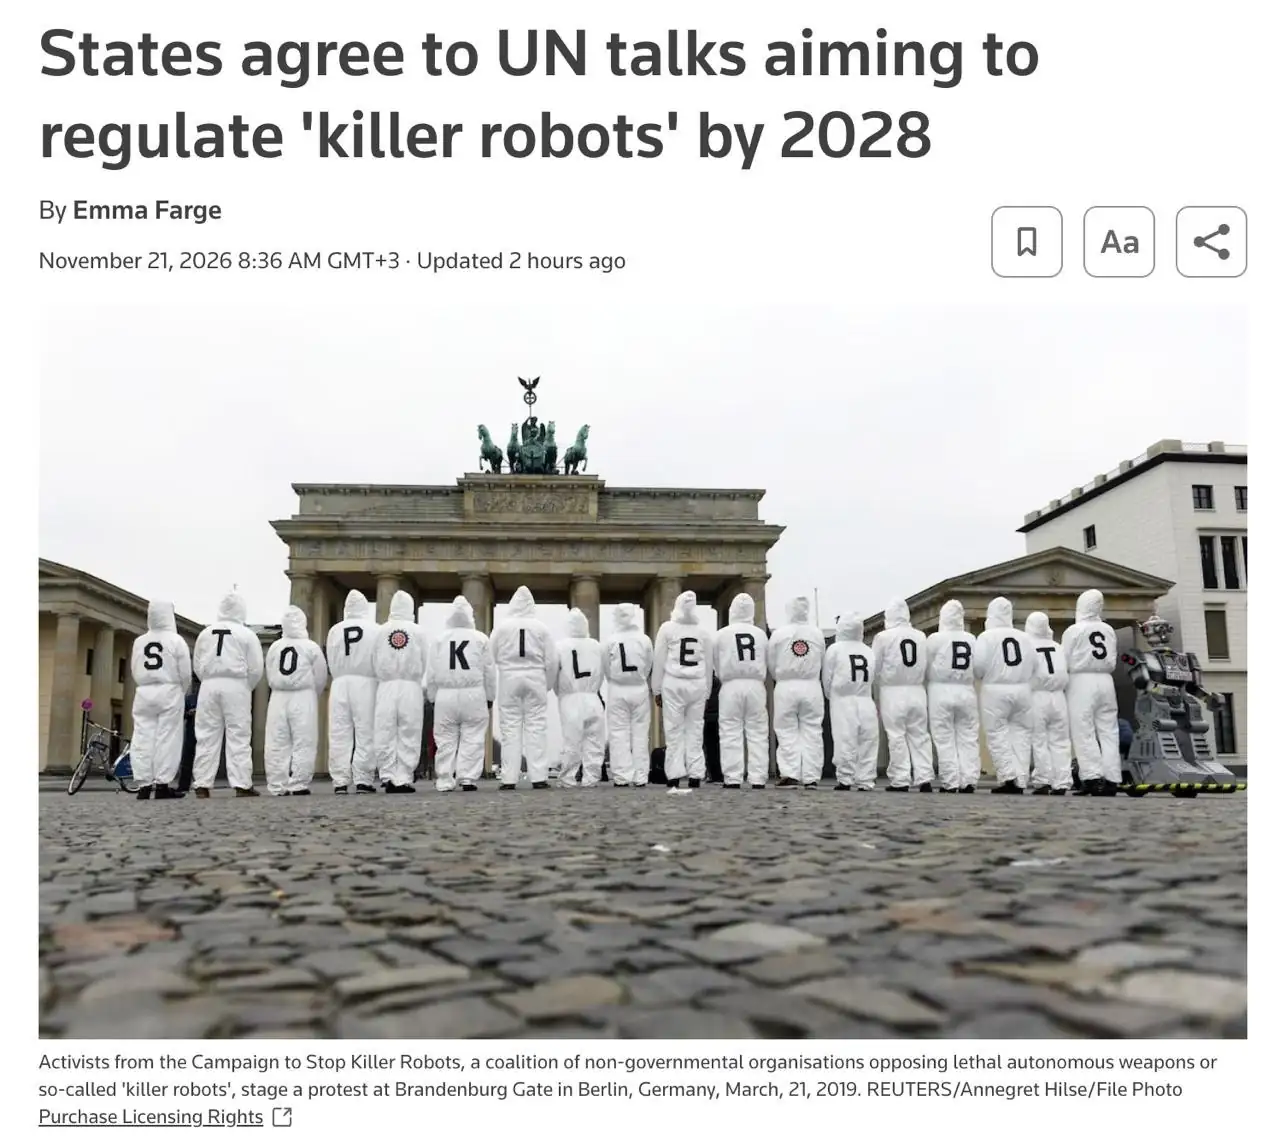 States agree to UN talks aiming to
regulate 'killer robots' by 2028
By Emma Farge
November 21, 2026 8:36 AM GMT+3 · Updated 2 hours ago
Aa
STOP KILLER ROBOTS
Activists from the Campaign to Stop Killer Robots, a coalition of non-governmental organisations opposing lethal autonomous weapons or
so-called 'killer robots', stage a protest at Brandenburg Gate in Berlin, Germany, March, 21, 2019. REUTERS/Annegret Hilse/File Photo
Purchase Licensing Rights